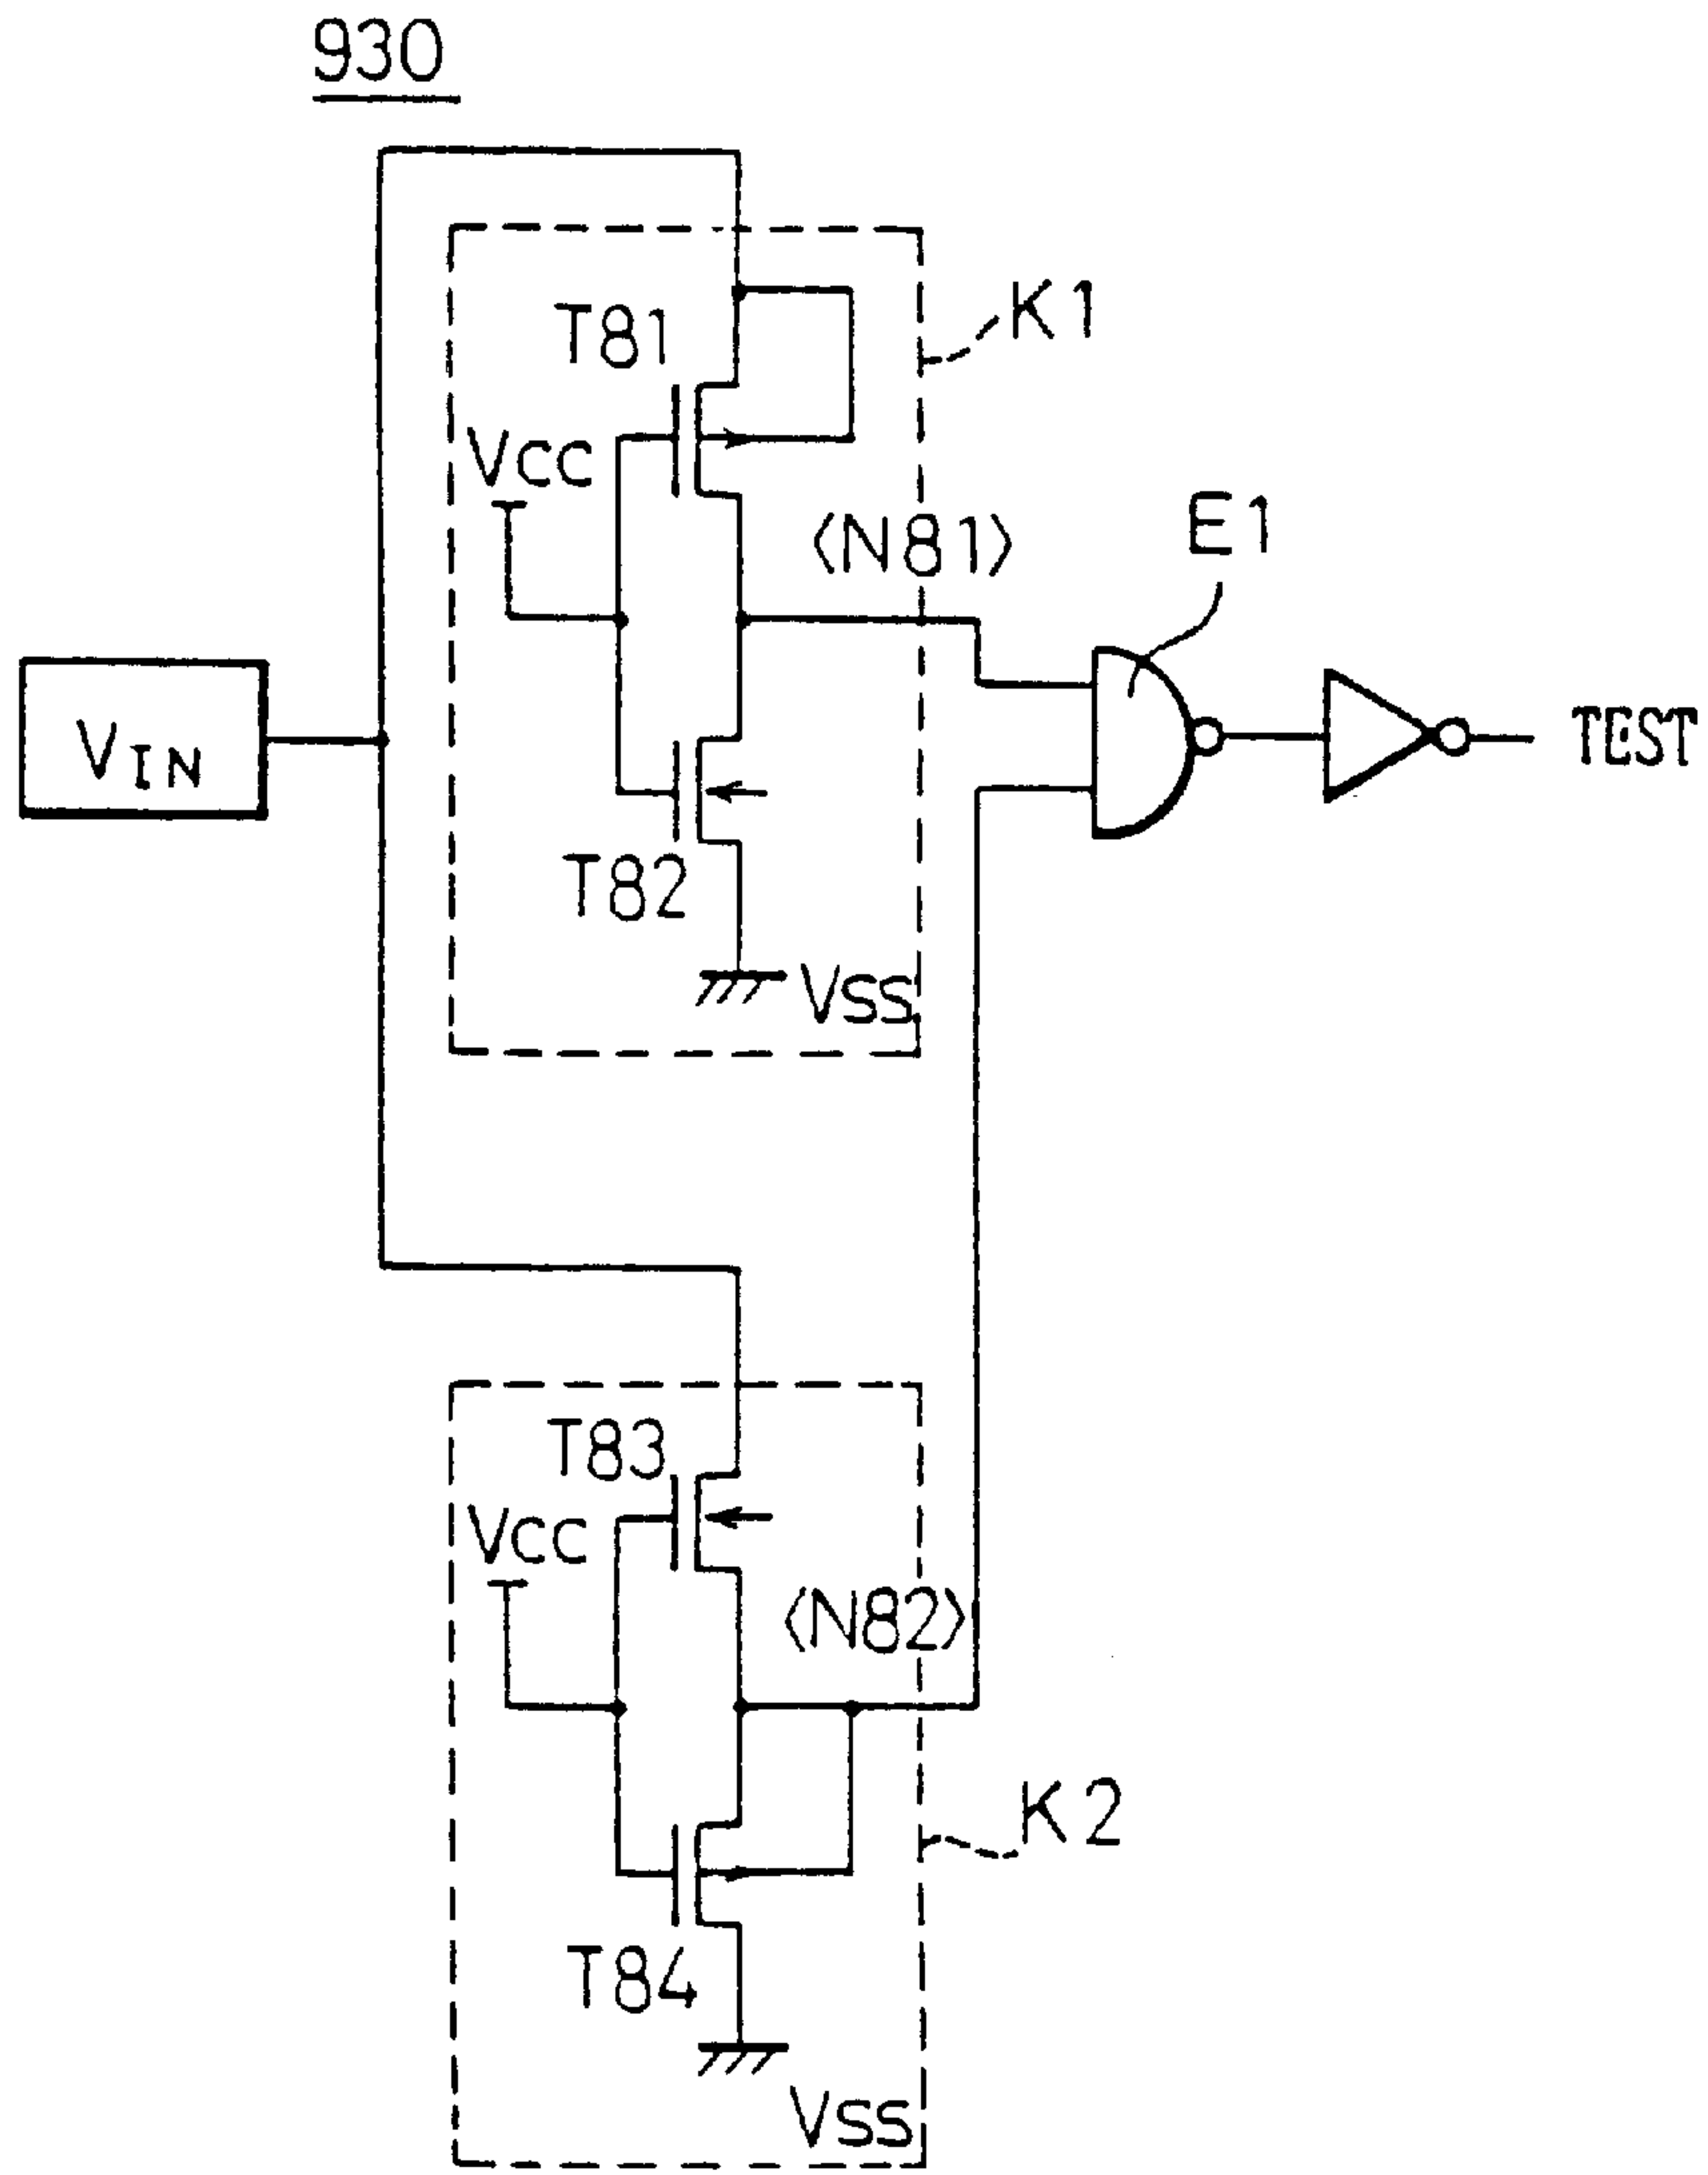 930
K1
T81
VCC
⟨N81⟩
E1
VIN
TEST
T82
VSS
T83
VCC
⟨N82⟩
K2
T84
VSS